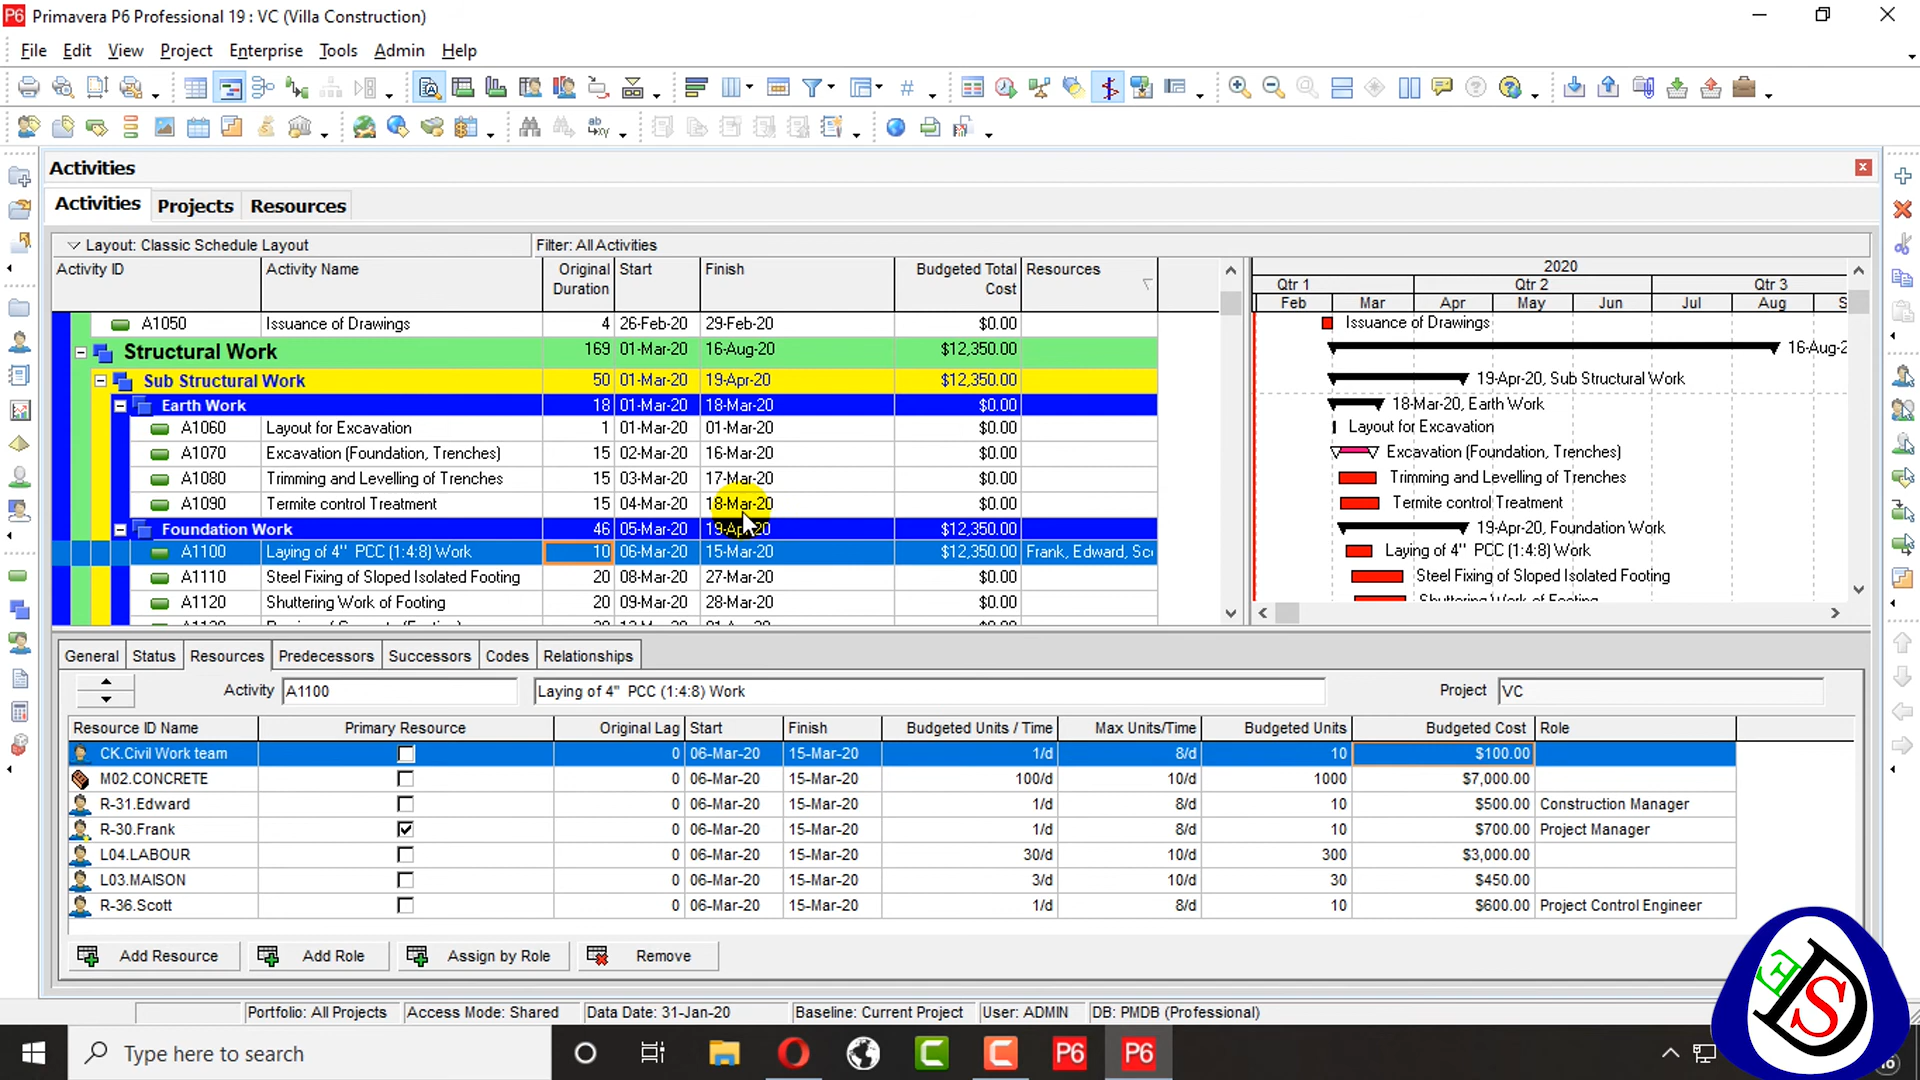 P6 Primavera P6 Professional 19 : VC (Villa Construction)
File Edit View Project Enterprise Tools Admin Help
Activities
Activities Projects Resources
Layout: Classic Schedule Layout Filter: All Activities
Activity ID Activity Name Original Duration Start Finish Budgeted Total Cost Resources
2020
Qtr 1 Qtr 2 Qtr 3
Feb Mar Apr May Jun Jul Aug S
A1050 Issuance of Drawings 4 26-Feb-20 29-Feb-20 $0.00 Issuance of Drawings
Structural Work 169 01-Mar-20 16-Aug-20 $12,350.00 16-Aug-2
Sub Structural Work 50 01-Mar-20 19-Apr-20 $12,350.00 19-Apr-20, Sub Structural Work
Earth Work 18 01-Mar-20 18-Mar-20 $0.00 18-Mar-20, Earth Work
A1060 Layout for Excavation 1 01-Mar-20 01-Mar-20 $0.00 Layout for Excavation
A1070 Excavation (Foundation, Trenches) 15 02-Mar-20 16-Mar-20 $0.00 Excavation (Foundation, Trenches)
A1080 Trimming and Levelling of Trenches 15 03-Mar-20 17-Mar-20 $0.00 Trimming and Levelling of Trenches
A1090 Termite control Treatment 15 04-Mar-20 18-Mar-20 $0.00 Termite control Treatment
Foundation Work 46 05-Mar-20 19-Apr-20 $12,350.00 19-Apr-20, Foundation Work
A1100 Laying of 4'' PCC (1:4:8) Work 10 06-Mar-20 15-Mar-20 $12,350.00 Frank, Edward, Sc Laying of 4'' PCC (1:4:8) Work
A1110 Steel Fixing of Sloped Isolated Footing 20 08-Mar-20 27-Mar-20 $0.00 Steel Fixing of Sloped Isolated Footing
A1120 Shuttering Work of Footing 20 09-Mar-20 28-Mar-20 $0.00 Shuttering Work of Footing
General Status Resources Predecessors Successors Codes Relationships
Activity A1100 Laying of 4'' PCC (1:4:8) Work Project VC
Resource ID Name Primary Resource Original Lag Start Finish Budgeted Units / Time Max Units/Time Budgeted Units Budgeted Cost Role
CK.Civil Work team 0 06-Mar-20 15-Mar-20 1/d 8/d 10 $100.00
M02.CONCRETE 0 06-Mar-20 15-Mar-20 100/d 10/d 1000 $7,000.00
R-31.Edward 0 06-Mar-20 15-Mar-20 1/d 8/d 10 $500.00 Construction Manager
R-30.Frank 0 06-Mar-20 15-Mar-20 1/d 8/d 10 $700.00 Project Manager
L04.LABOUR 0 06-Mar-20 15-Mar-20 30/d 10/d 300 $3,000.00
L03.MAISON 0 06-Mar-20 15-Mar-20 3/d 10/d 30 $450.00
R-36.Scott 0 06-Mar-20 15-Mar-20 1/d 8/d 10 $600.00 Project Control Engineer
Add Resource Add Role Assign by Role Remove
Portfolio: All Projects Access Mode: Shared Data Date: 31-Jan-20 Baseline: Current Project User: ADMIN DB: PMDB (Professional)
Type here to search P6 P6